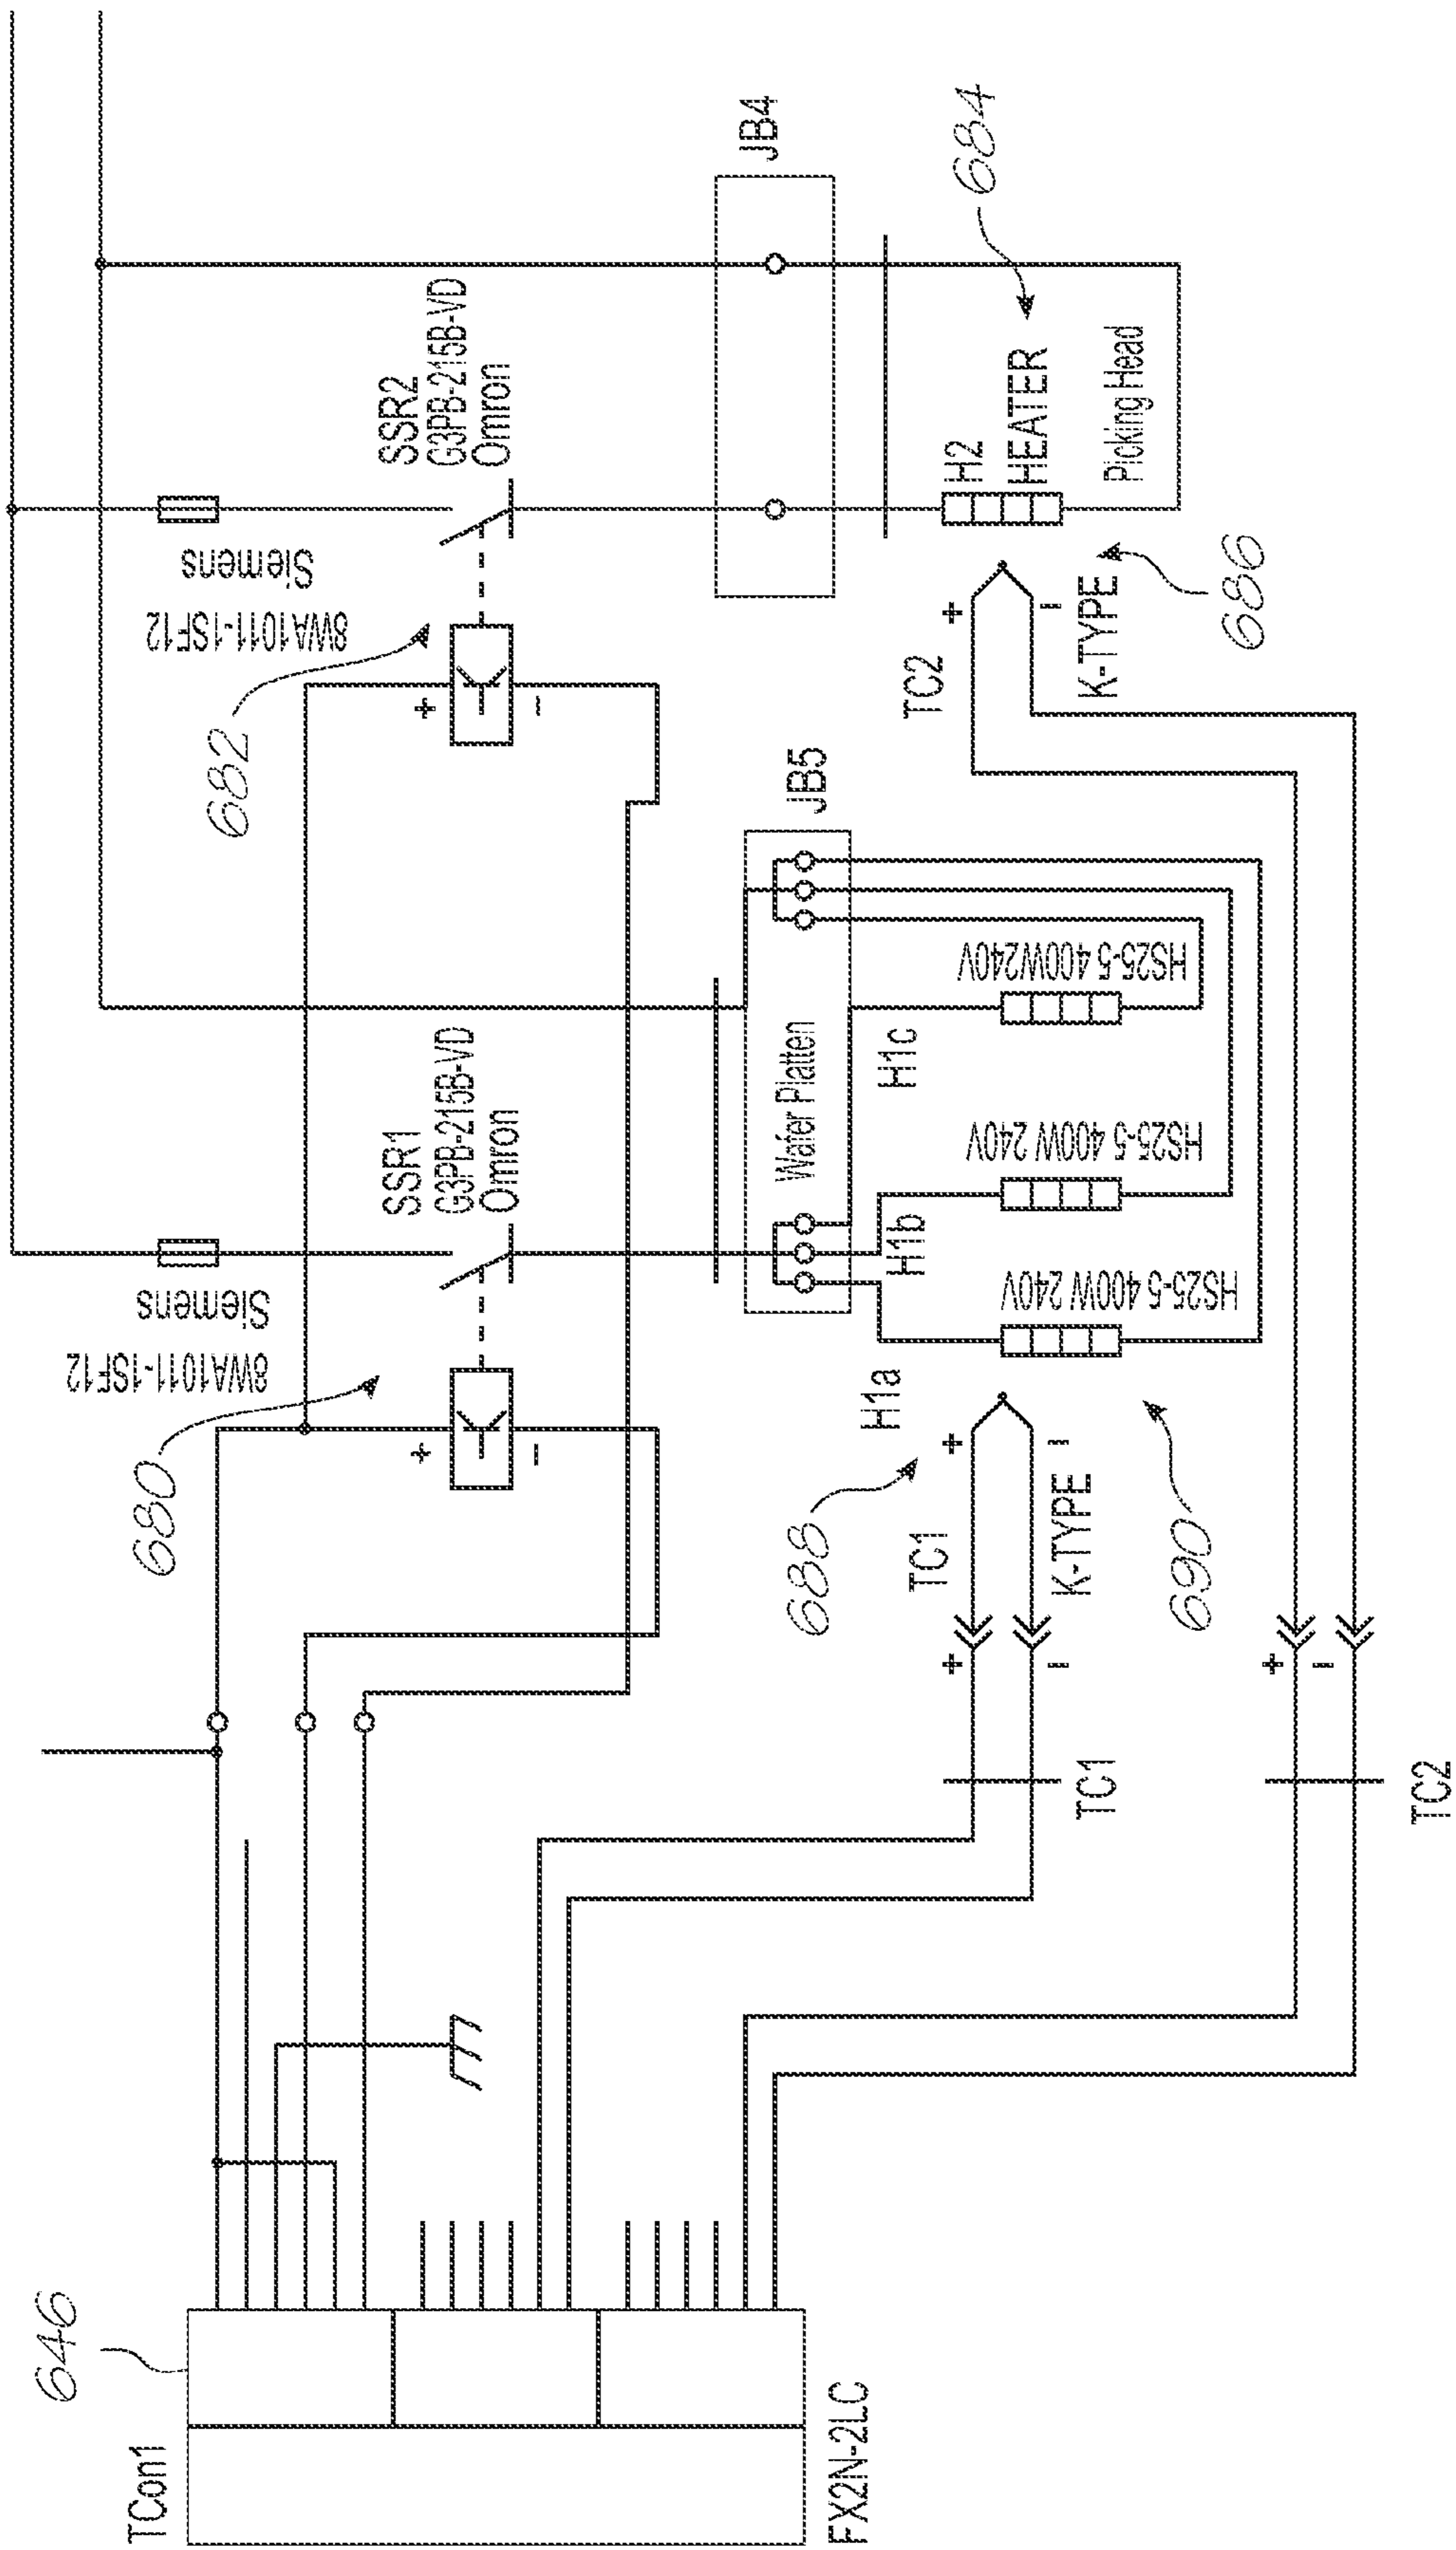 646
TCon1
FX2N-2LC
680
8WA1011-1SF12
Siemens
SSR1
G3PB-215B-VD
Omron
+
-
682
8WA1011-1SF12
Siemens
SSR2
G3PB-215B-VD
Omron
+
-
JB4
JB5
Wafer Platten
H1a
H1b
H1c
HS25-5 400W 240V
HS25-5 400W 240V
HS25-5 400W240V
H2
HEATER
Picking Head
684
686
TC2
+
-
K-TYPE
688
TC1
+
-
K-TYPE
690
+
-
TC1
+
-
TC2